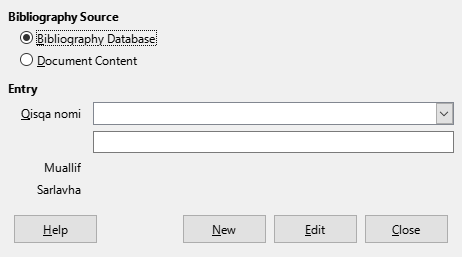 Bibliography Source
Bibliography Database
Document Content
Entry
Qisqa nomi
Muallif
Sarlavha
Help New Edit Close